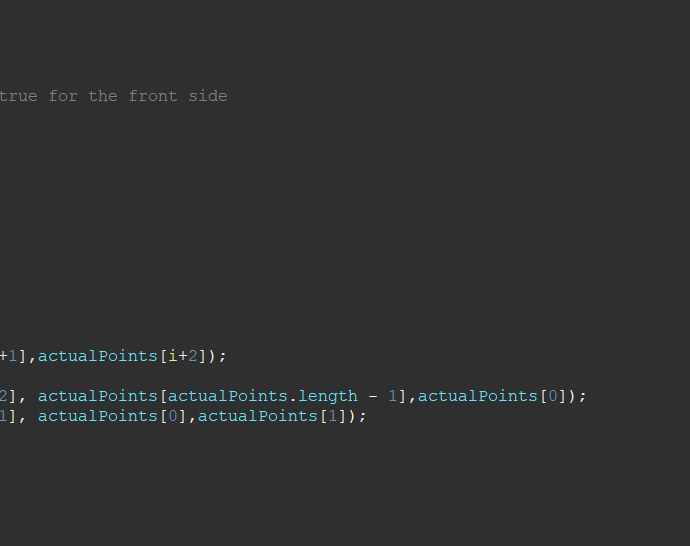 true for the front side
+1],actualPoints[i+2]);
2], actualPoints[actualPoints.length - 1],actualPoints[0]);
1], actualPoints[0],actualPoints[1]);